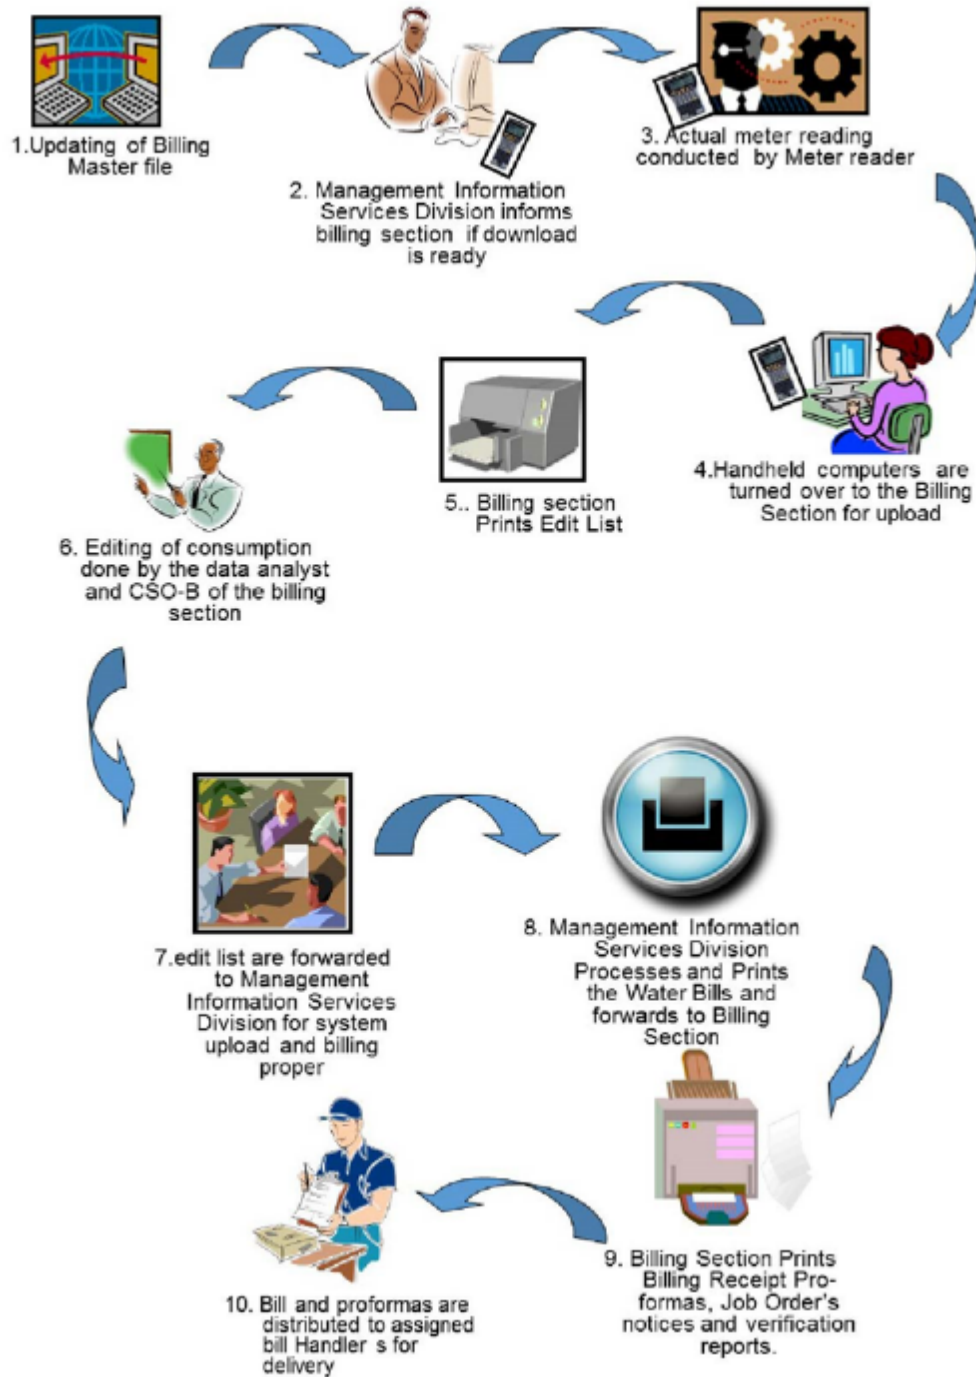 1.Updating of Billing
Master file
2. Management Information
Services Division informs
billing section if download
is ready
3. Actual meter reading
conducted by Meter reader
4.Handheld computers are
turned over to the Billing
Section for upload
5.. Billing section
Prints Edit List
6. Editing of consumption
done by the data analyst
and CSO-B of the billing
section
7.edit list are forwarded
to Management
Information Services
Division for system
upload and billing
proper
8. Management Information
Services Division
Processes and Prints
the Water Bills and
forwards to Billing
Section
9. Billing Section Prints
Billing Receipt Pro-
formas, Job Order's
notices and verification
reports.
10. Bill and proformas are
distributed to assigned
bill Handler s for
delivery